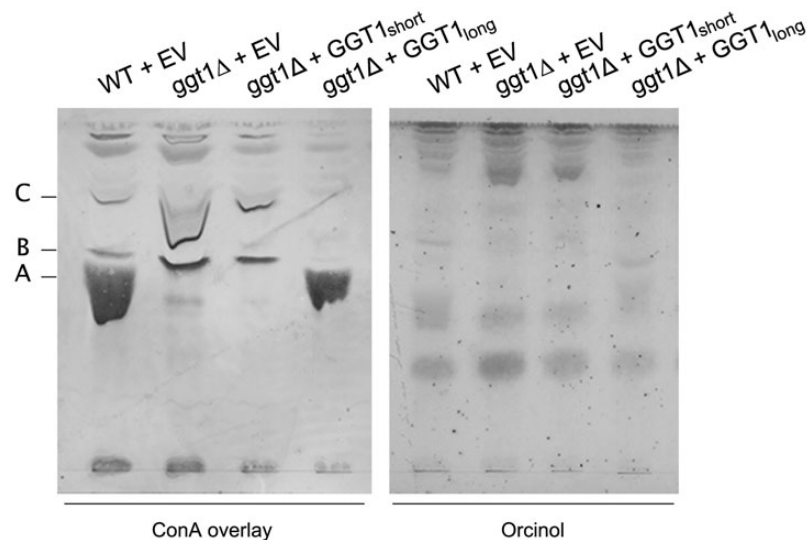 WT + EV
ggt1Δ + EV
ggt1Δ + GGT1short
ggt1Δ + GGT1long
WT + EV
ggt1Δ + EV
ggt1Δ + GGT1short
ggt1Δ + GGT1long
C
B
A
ConA overlay
Orcinol